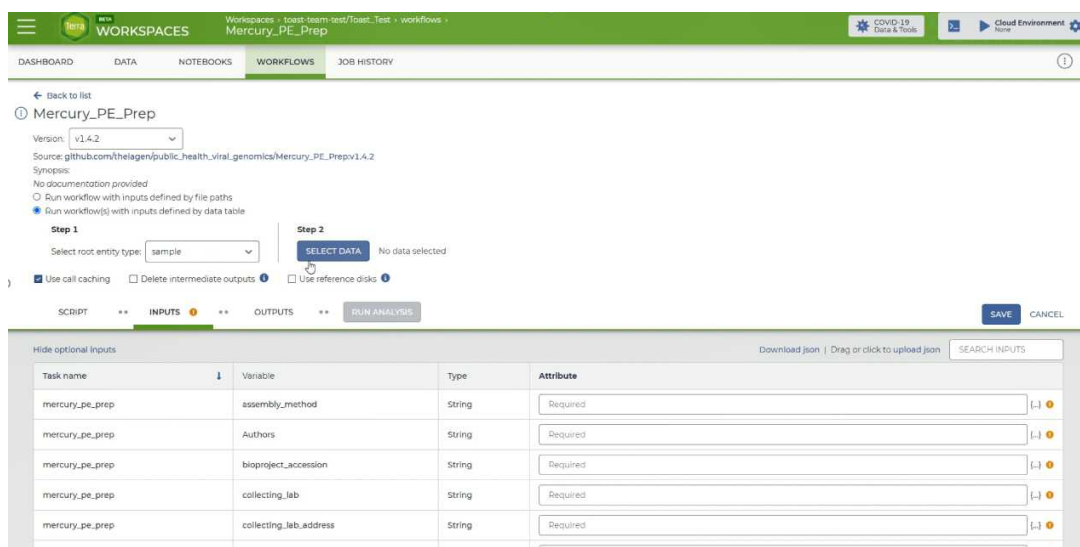 Terra
BETA
WORKSPACES
Workspaces › toast-team-test/Toast_Test › workflows ›
Mercury_PE_Prep
COVID-19
Data & Tools
Cloud Environment
None
DASHBOARD DATA NOTEBOOKS WORKFLOWS JOB HISTORY
← Back to list
Mercury_PE_Prep
Version: v1.4.2
Source: github.com/theiagen/public_health_viral_genomics/Mercury_PE_Prep:v1.4.2
Synopsis:
No documentation provided
Run workflow with inputs defined by file paths
Run workflow(s) with inputs defined by data table
Step 1 Step 2
Select root entity type: sample SELECT DATA No data selected
Use call caching Delete intermediate outputs Use reference disks
SCRIPT INPUTS OUTPUTS RUN ANALYSIS SAVE CANCEL
Hide optional inputs Download json | Drag or click to upload json SEARCH INPUTS
Task name Variable Type Attribute
mercury_pe_prep assembly_method String Required {...}
mercury_pe_prep Authors String Required {...}
mercury_pe_prep bioproject_accession String Required {...}
mercury_pe_prep collecting_lab String Required {...}
mercury_pe_prep collecting_lab_address String Required {...}